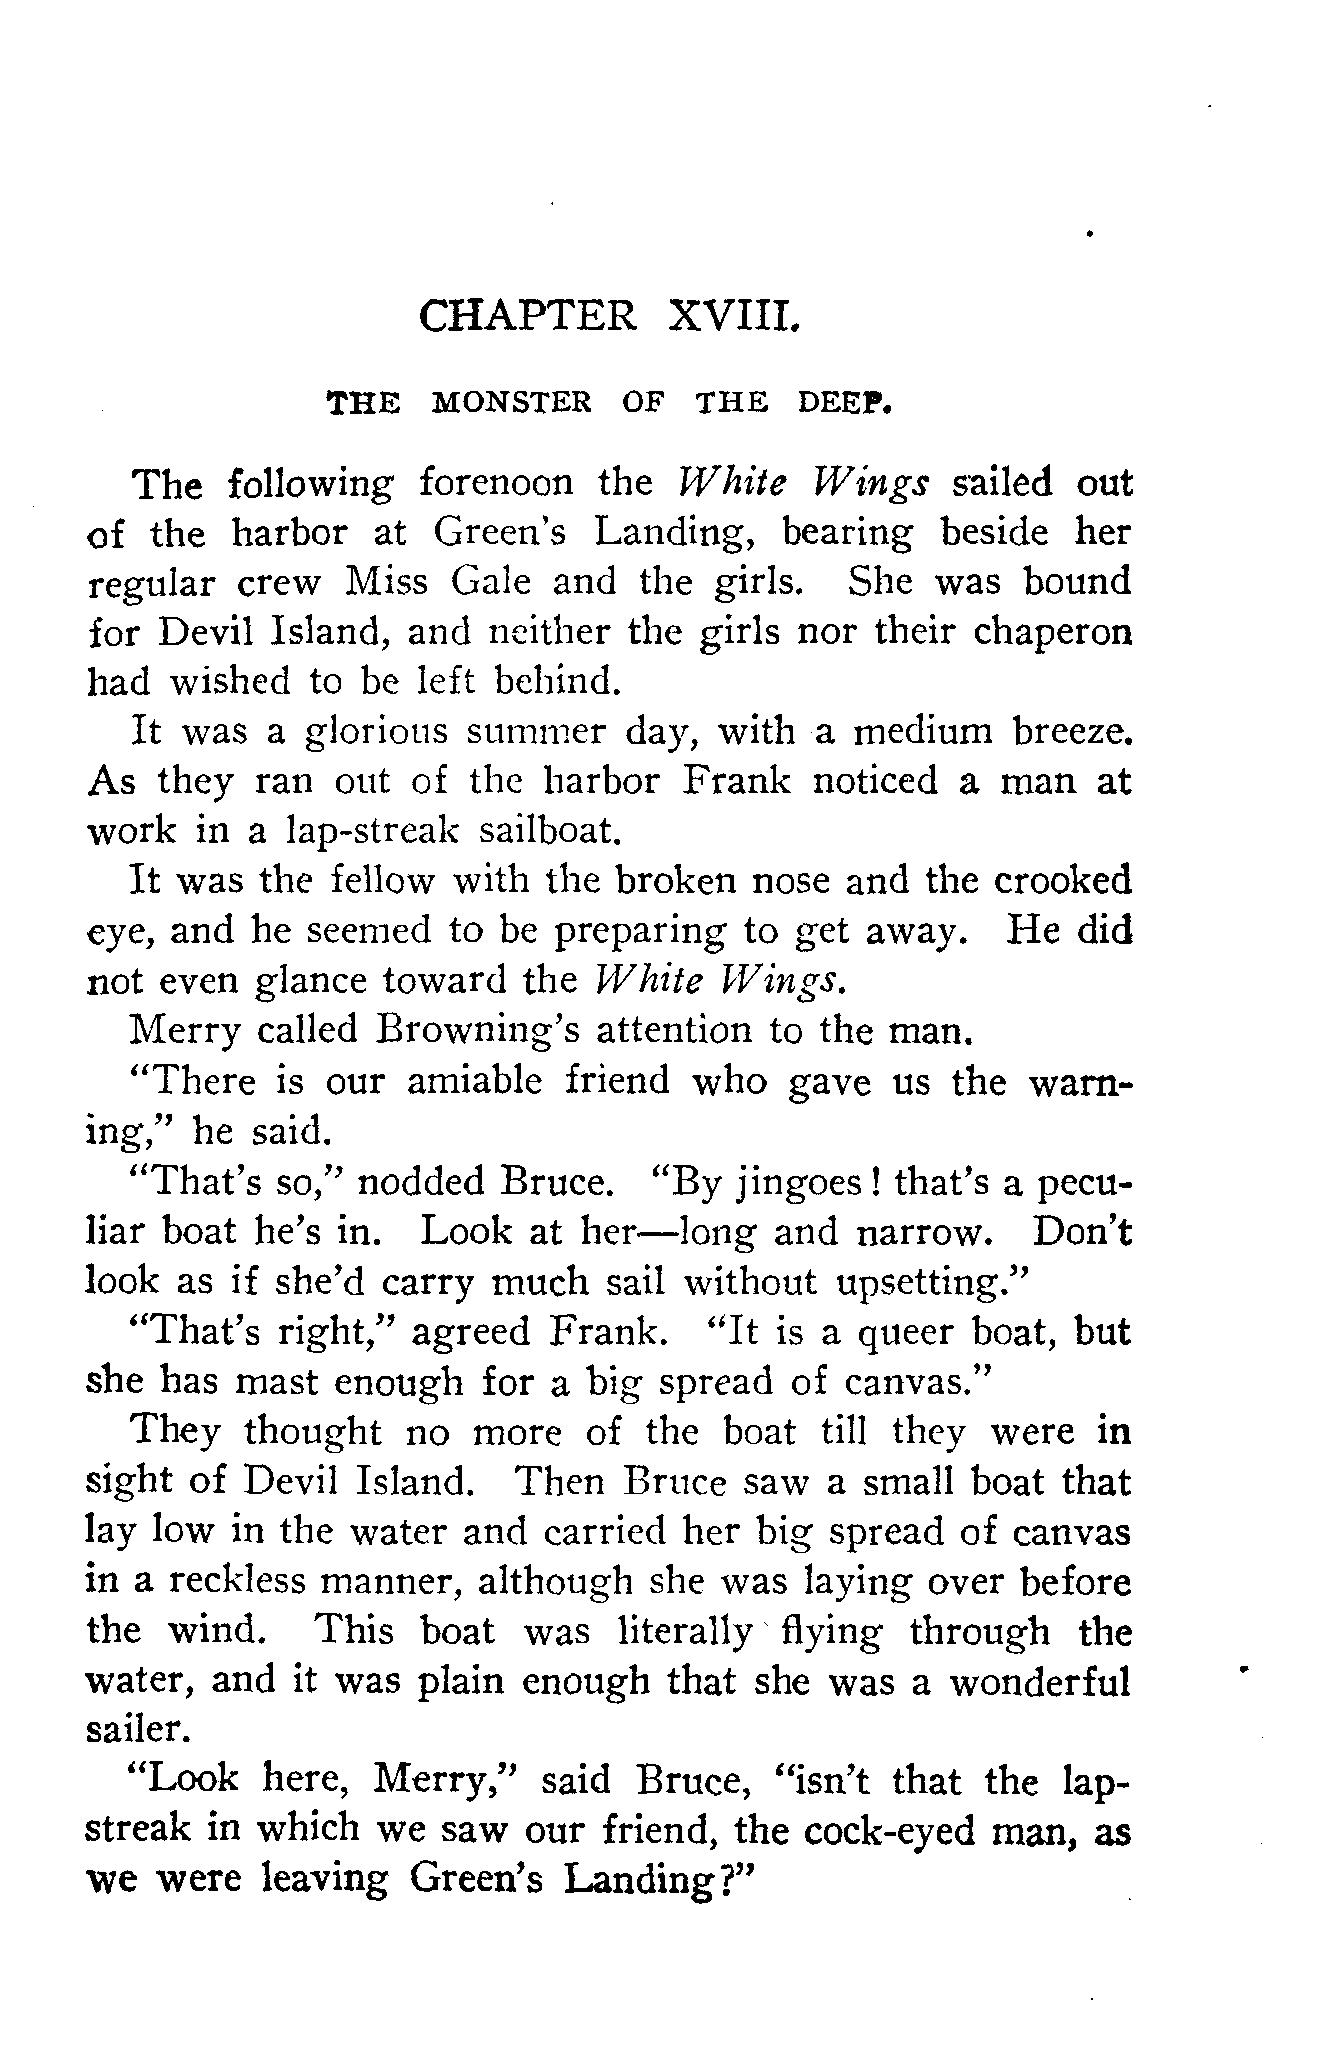 CHAPTER XVIII.
THE MONSTER OF THE DEEP.
The following forenoon the White Wings sailed out
of the harbor at Green's Landing, bearing beside her
regular crew Miss Gale and the girls. She was bound
for Devil Island, and neither the girls nor their chaperon
had wished to be left behind.
It was a glorious summer day, with a medium breeze.
As they ran out of the harbor Frank noticed a man at
work in a lap-streak sailboat.
It was the fellow with the broken nose and the crooked
eye, and he seemed to be preparing to get away. He did
not even glance toward the White Wings.
Merry called Browning's attention to the man.
"There is our amiable friend who gave us the warn-
ing," he said.
"That's so," nodded Bruce. "By jingoes! that's a pecu-
liar boat he's in. Look at her—long and narrow. Don't
look as if she'd carry much sail without upsetting."
"That's right," agreed Frank. "It is a queer boat, but
she has mast enough for a big spread of canvas."
They thought no more of the boat till they were in
sight of Devil Island. Then Bruce saw a small boat that
lay low in the water and carried her big spread of canvas
in a reckless manner, although she was laying over before
the wind. This boat was literally flying through the
water, and it was plain enough that she was a wonderful
sailer.
"Look here, Merry," said Bruce, "isn't that the lap-
streak in which we saw our friend, the cock-eyed man, as
we were leaving Green's Landing?"